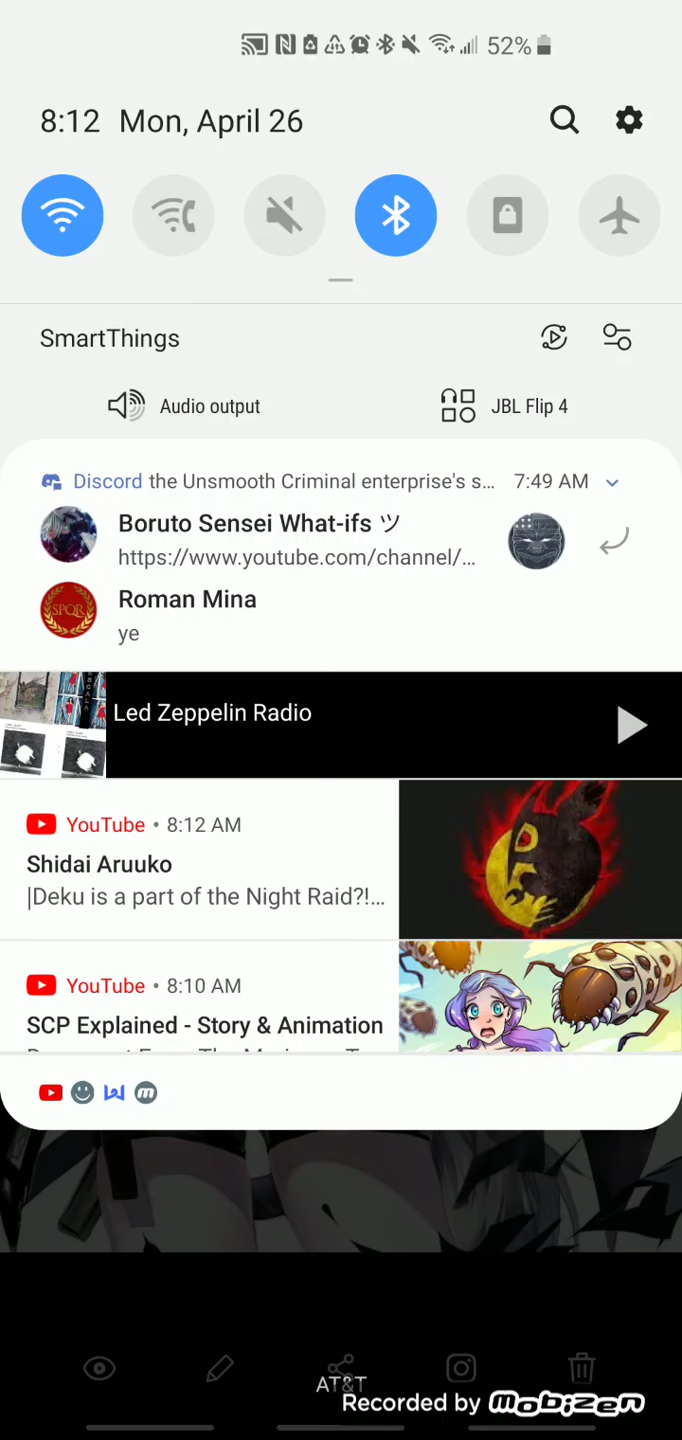 52%
8:12 Mon, April 26
SmartThings
Audio output
JBL Flip 4
Discord the Unsmooth Criminal enterprise's s... 7:49 AM
Boruto Sensei What-ifs ツ
https://www.youtube.com/channel/...
SPQR
Roman Mina
ye
Led Zeppelin Radio
YouTube • 8:12 AM
Shidai Aruuko
|Deku is a part of the Night Raid?!...
YouTube • 8:10 AM
SCP Explained - Story & Animation
AT&T
Recorded by mobizen